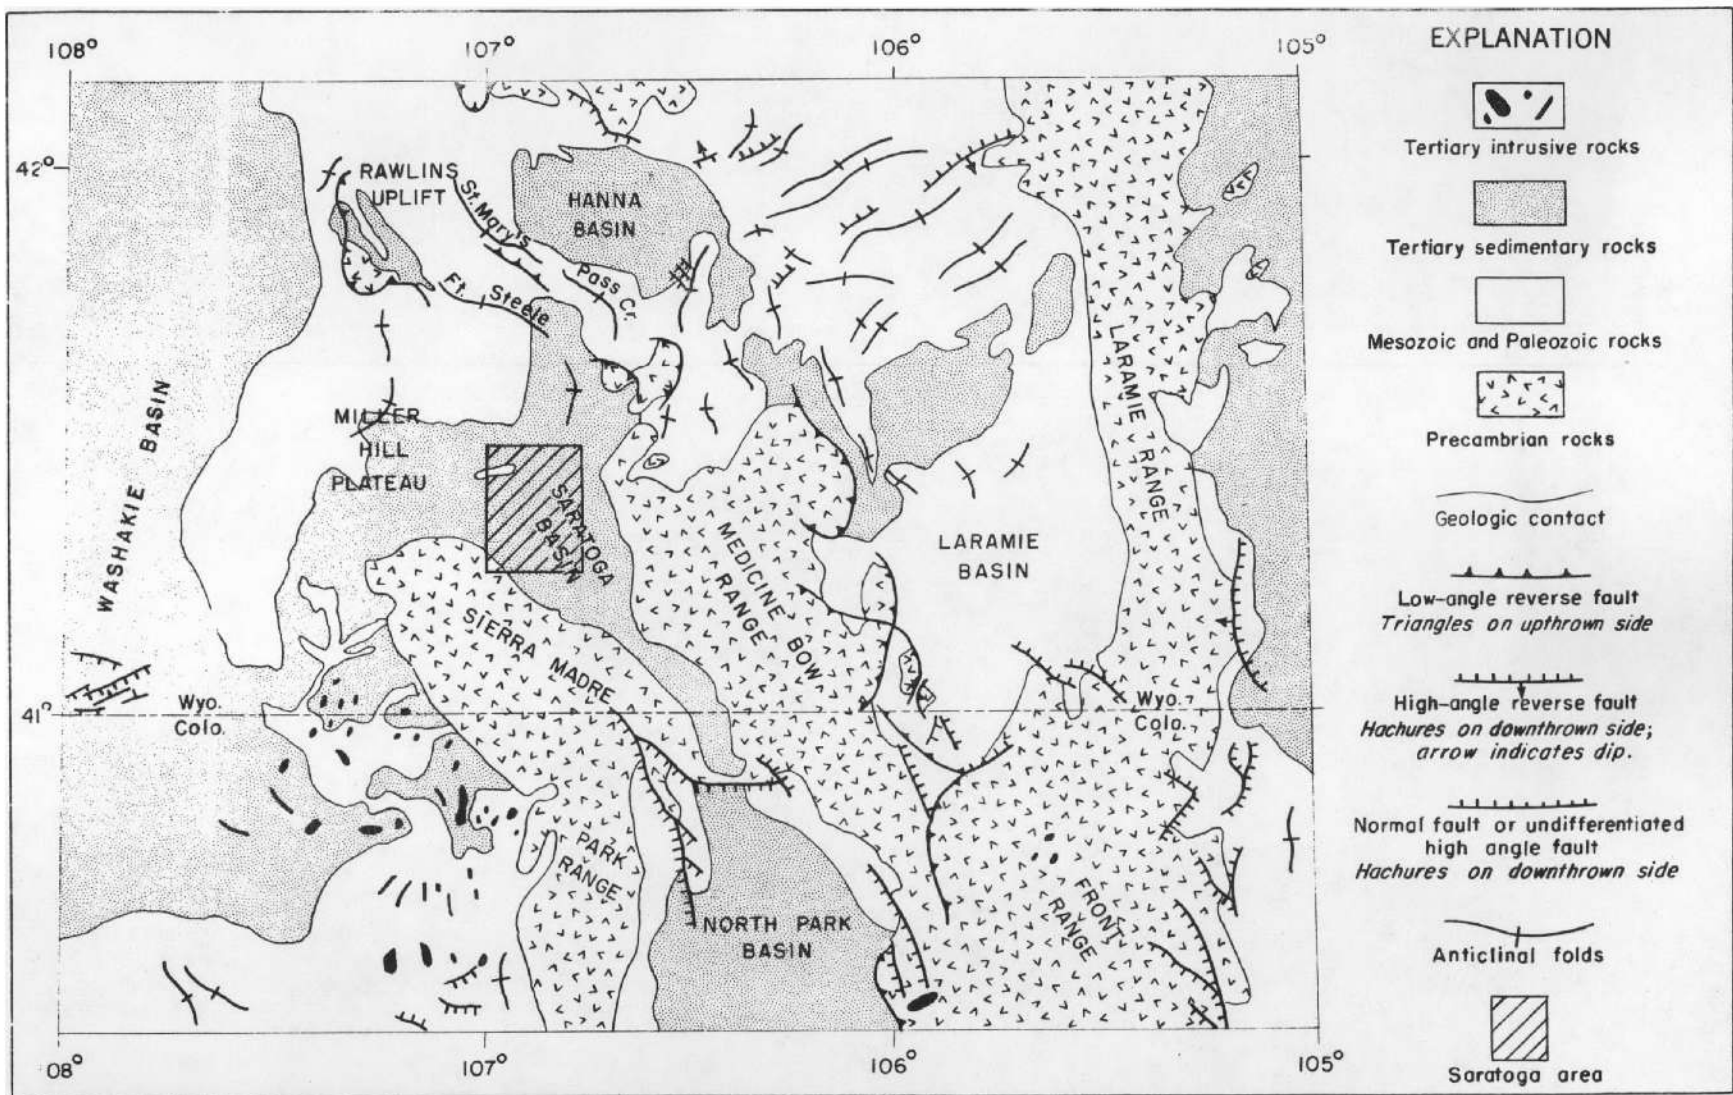 108°
107°
106°
105°
42°
RAWLINS
UPLIFT
St. Mary's
HANNA
BASIN
Pass Cr.
Ft. Steele
WASHAKIE BASIN
MILLER
HILL
PLATEAU
SARATOGA
BASIN
MEDICINE BOW
RANGE
LARAMIE
BASIN
LARAMIE RANGE
SIERRA MADRE
41°
Wyo.
Colo.
Wyo.
Colo.
PARK
RANGE
NORTH PARK
BASIN
FRONT
RANGE
08°
107°
106°
105°
EXPLANATION
Tertiary intrusive rocks
Tertiary sedimentary rocks
Mesozoic and Paleozoic rocks
Precambrian rocks
Geologic contact
Low-angle reverse fault
Triangles on upthrown side
High-angle reverse fault
Hachures on downthrown side;
arrow indicates dip.
Normal fault or undifferentiated
high angle fault
Hachures on downthrown side
Anticlinal folds
Saratoga area